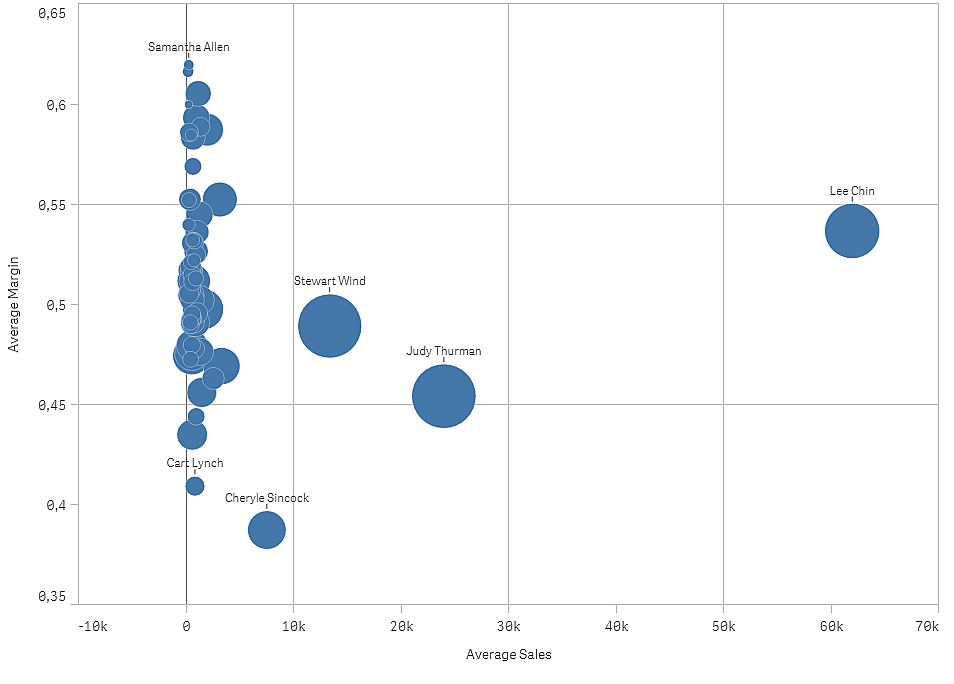 0,65
Samantha Allen
0,6
Lee Chin
0,55
Stewart Wind
0,5
Judy Thurman
0,45
Cart Lynch
Cheryle Sincock
0,4
0,35
Average Margin
-10k 0 10k 20k 30k 40k 50k 60k 70k
Average Sales